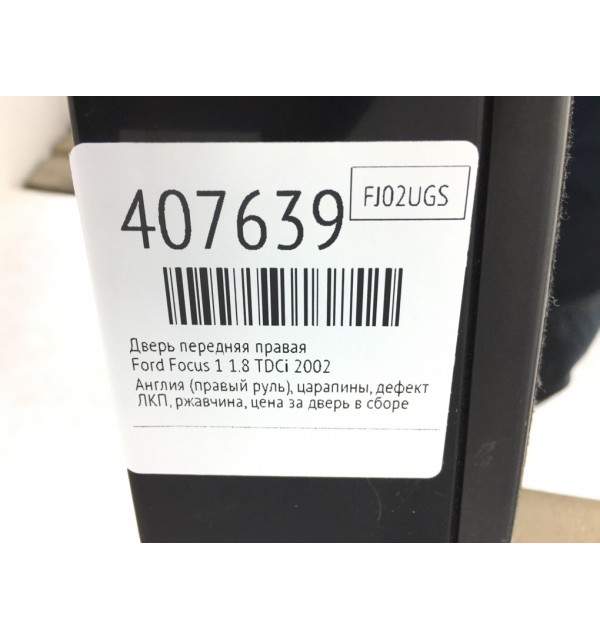 407639
FJ02UGS
Дверь передняя правая
Ford Focus 1 1.8 TDCi 2002
Англия (правый руль), царапины, дефект
ЛКП, ржавчина, цена за дверь в сборе